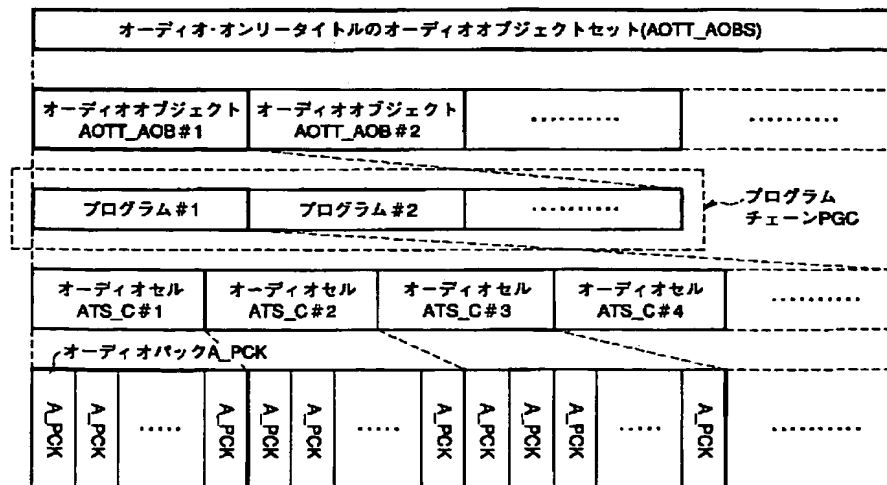 オーディオ・オンリータイトルのオーディオオブジェクトセット(AOTT_AOBS)
オーディオオブジェクト
AOTT_AOB#1
オーディオオブジェクト
AOTT_AOB#2
..........
..........
プログラム#1
プログラム#2
..........
プログラム
チェーンPGC
オーディオセル
ATS_C#1
オーディオセル
ATS_C#2
オーディオセル
ATS_C#3
オーディオセル
ATS_C#4
..........
オーディオパックA_PCK
A_PCK
A_PCK
.....
A_PCK
A_PCK
A_PCK
.....
A_PCK
A_PCK
A_PCK
A_PCK
.....
A_PCK
..........